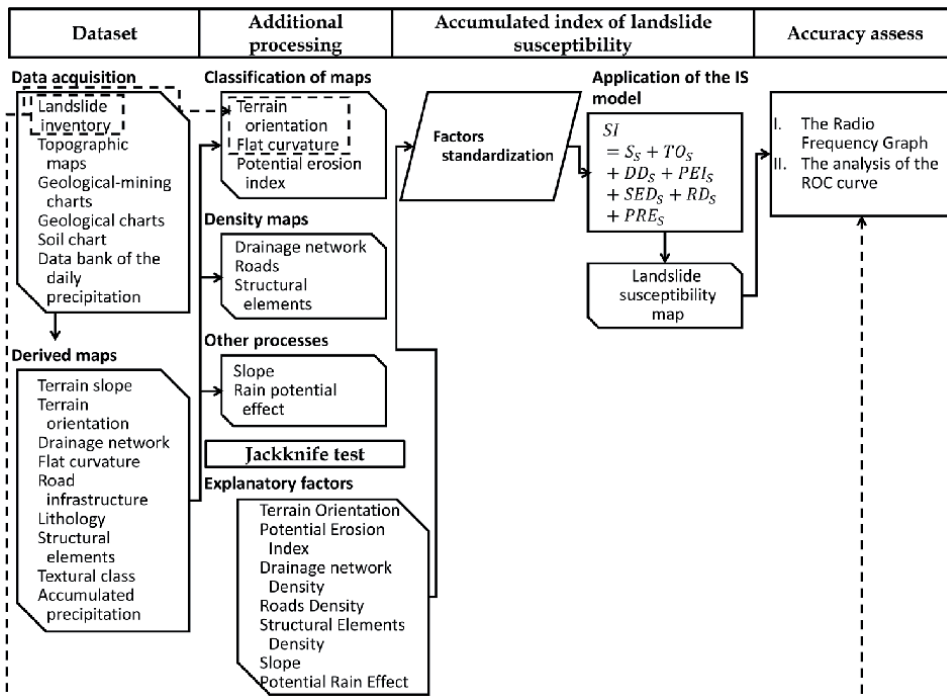 Dataset
Additional
processing
Accumulated index of landslide
susceptibility
Accuracy assess
Data acquisition
Landslide
inventory
Topographic
maps
Geological-mining
charts
Geological charts
Soil chart
Data bank of the
daily
precipitation
Derived maps
Terrain slope
Terrain
orientation
Drainage network
Flat curvature
Road
infrastructure
Lithology
Structural
elements
Textural class
Accumulated
precipitation
Classification of maps
Terrain
orientation
Flat curvature
Potential erosion
index
Density maps
Drainage network
Roads
Structural
elements
Other processes
Slope
Rain potential
effect
Jackknife test
Explanatory factors
Terrain Orientation
Potential Erosion
Index
Drainage network
Density
Roads Density
Structural Elements
Density
Slope
Potential Rain Effect
Factors
standardization
Application of the IS
model
SI
= S_S + TO_S
+ DD_S + PEI_S
+ SED_S + RD_S
+ PRE_S
Landslide
susceptibility
map
I. The Radio
Frequency Graph
II. The analysis of the
ROC curve